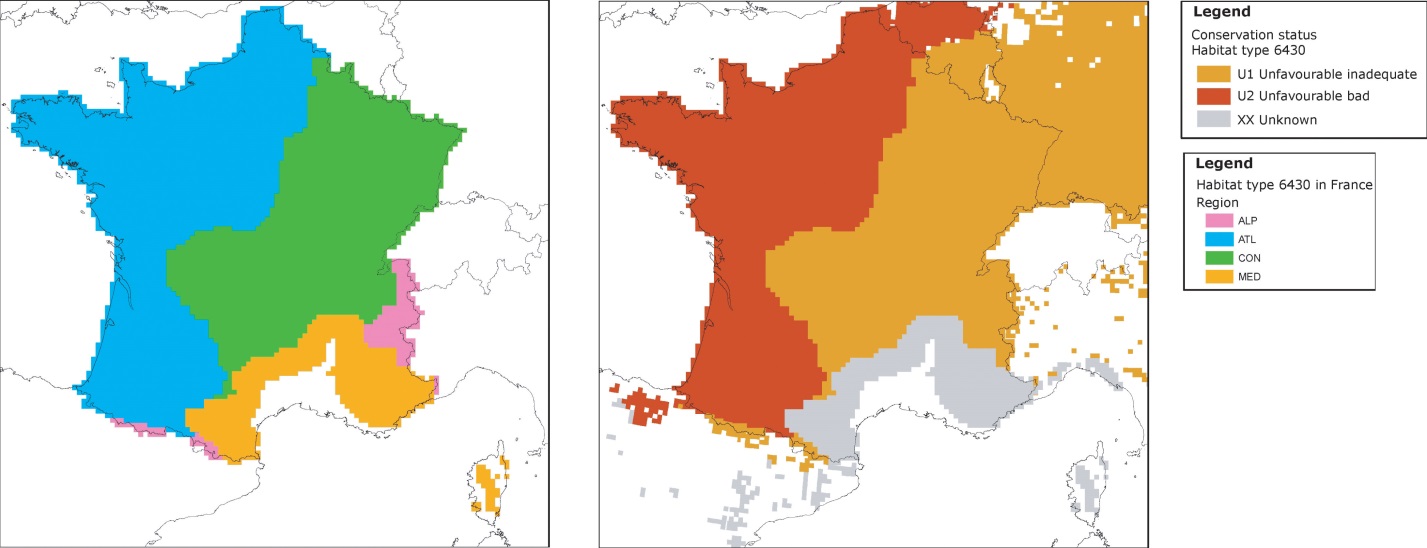 Legend
Conservation status
Habitat type 6430
U1 Unfavourable inadequate
U2 Unfavourable bad
XX Unknown
Legend
Habitat type 6430 in France
Region
ALP
ATL
CON
MED